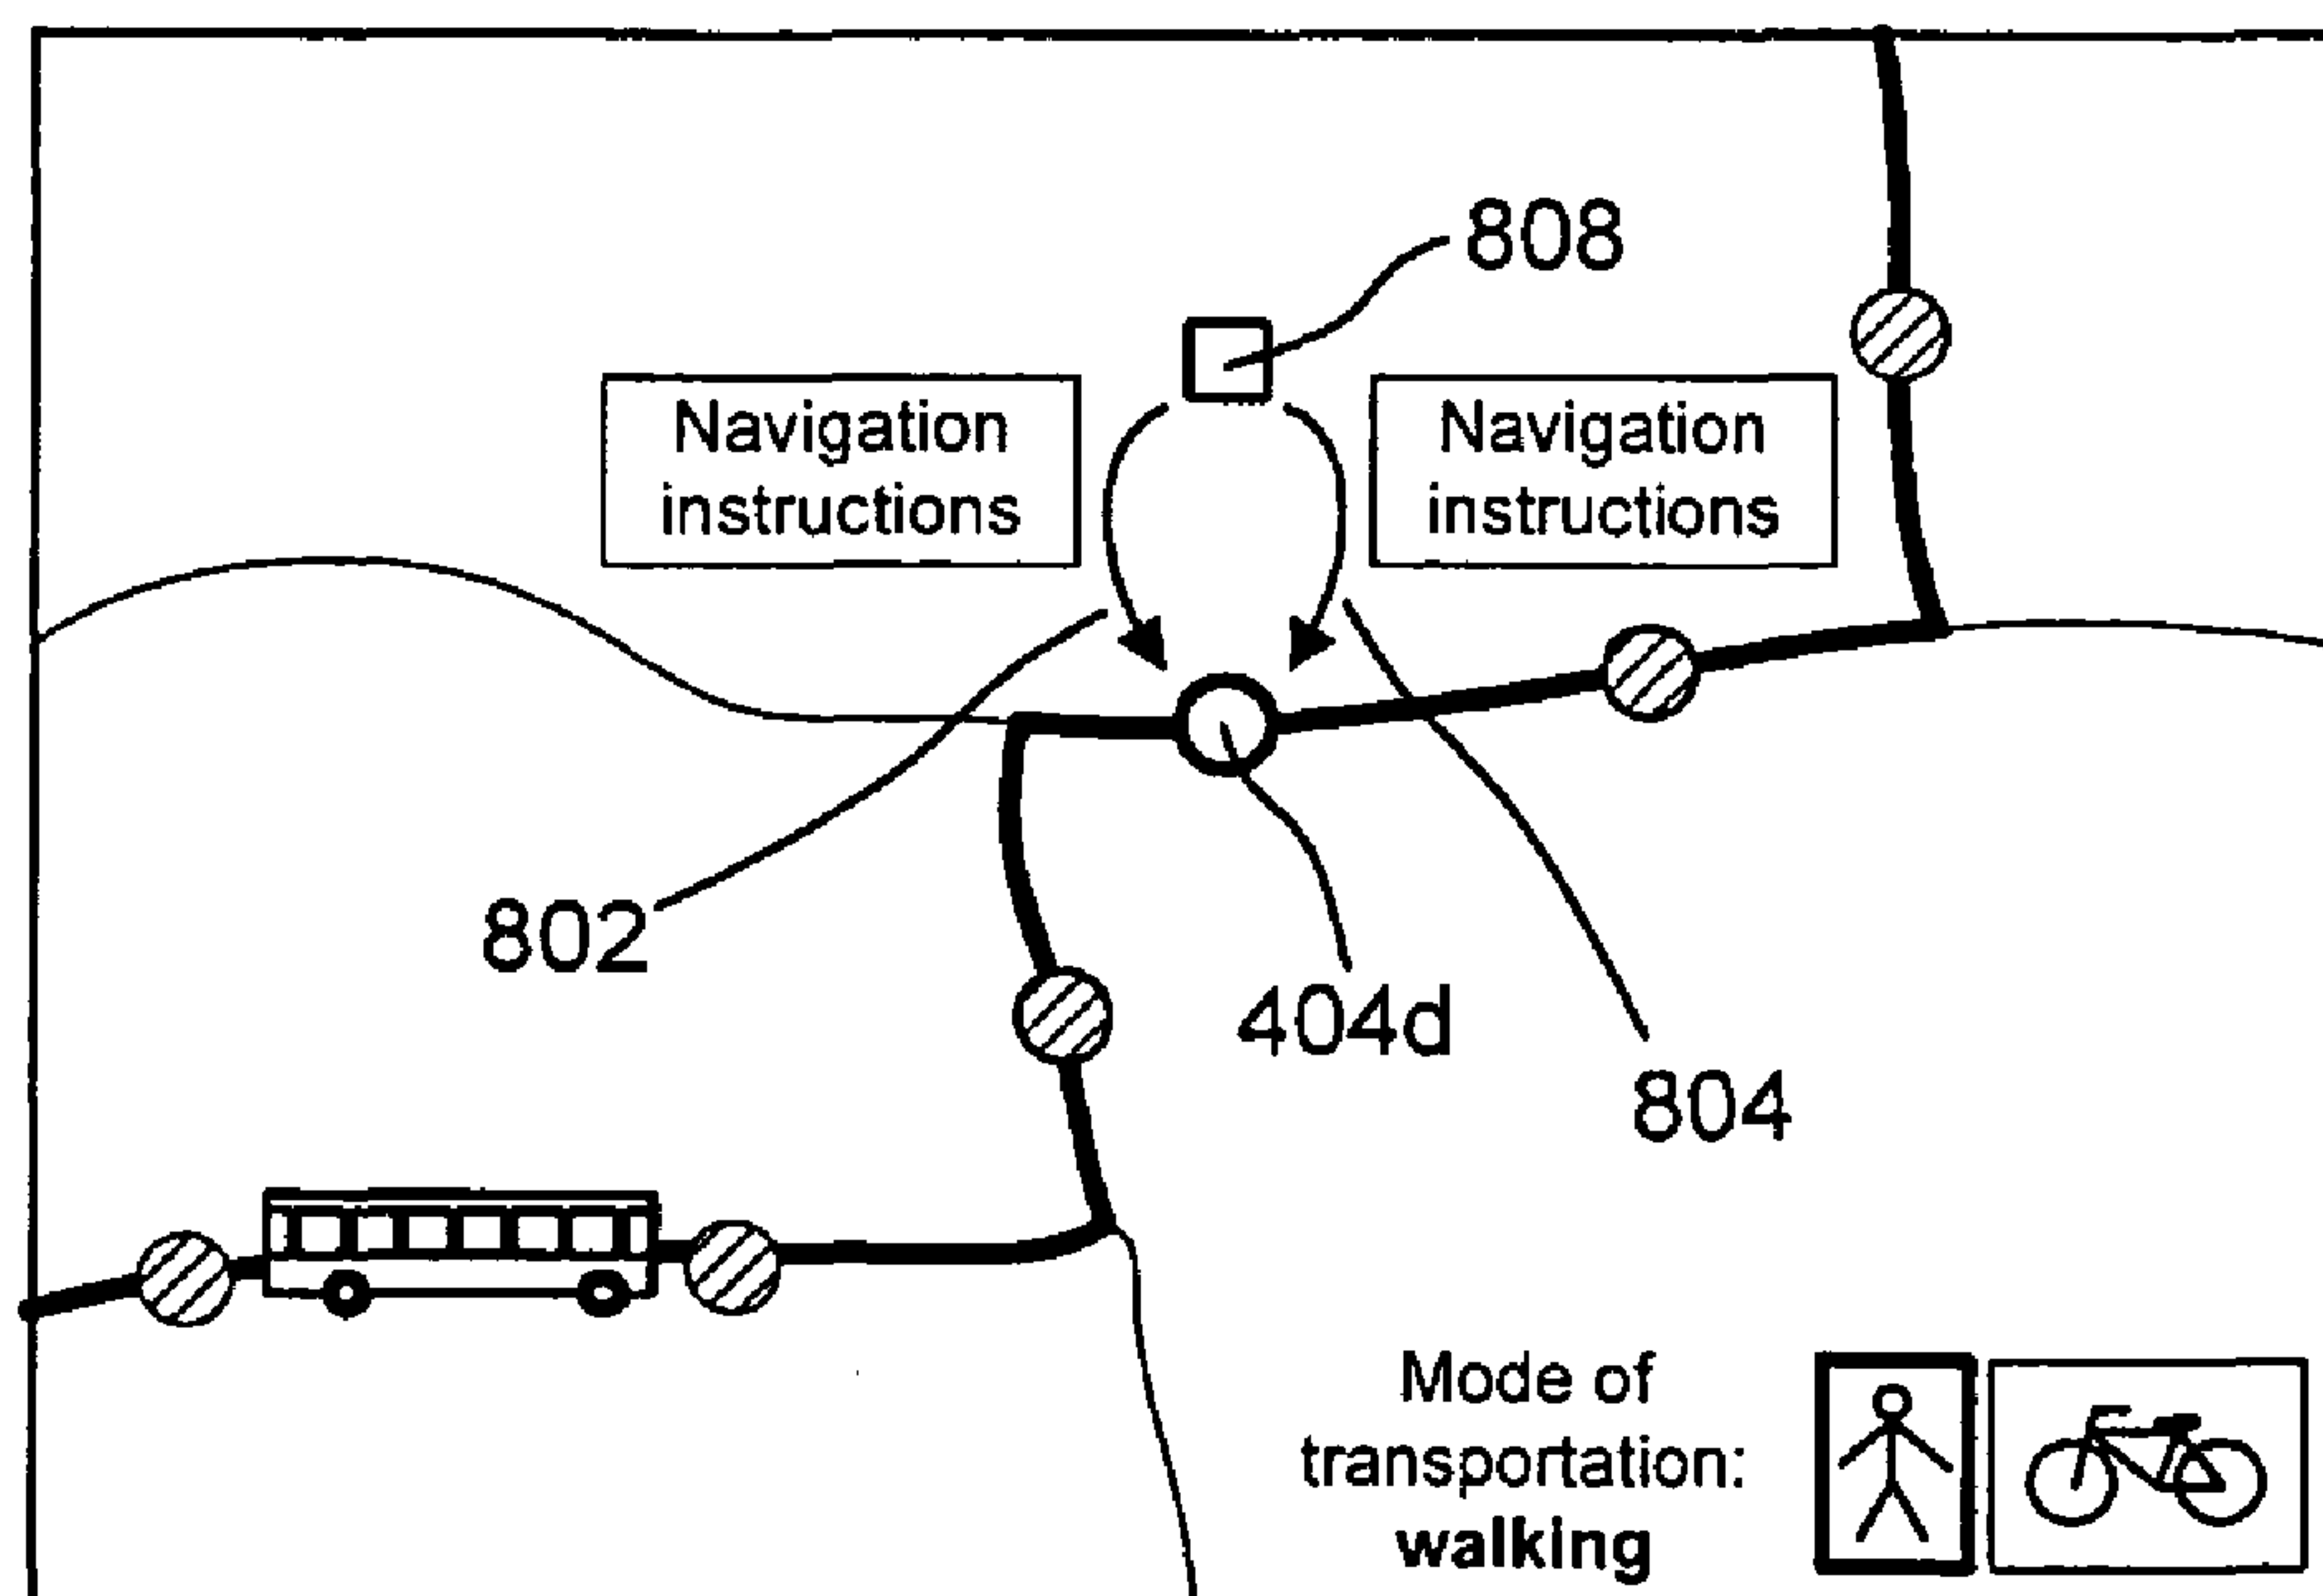 808
Navigation
instructions
Navigation
instructions
802
404d
804
Mode of
transportation:
walking